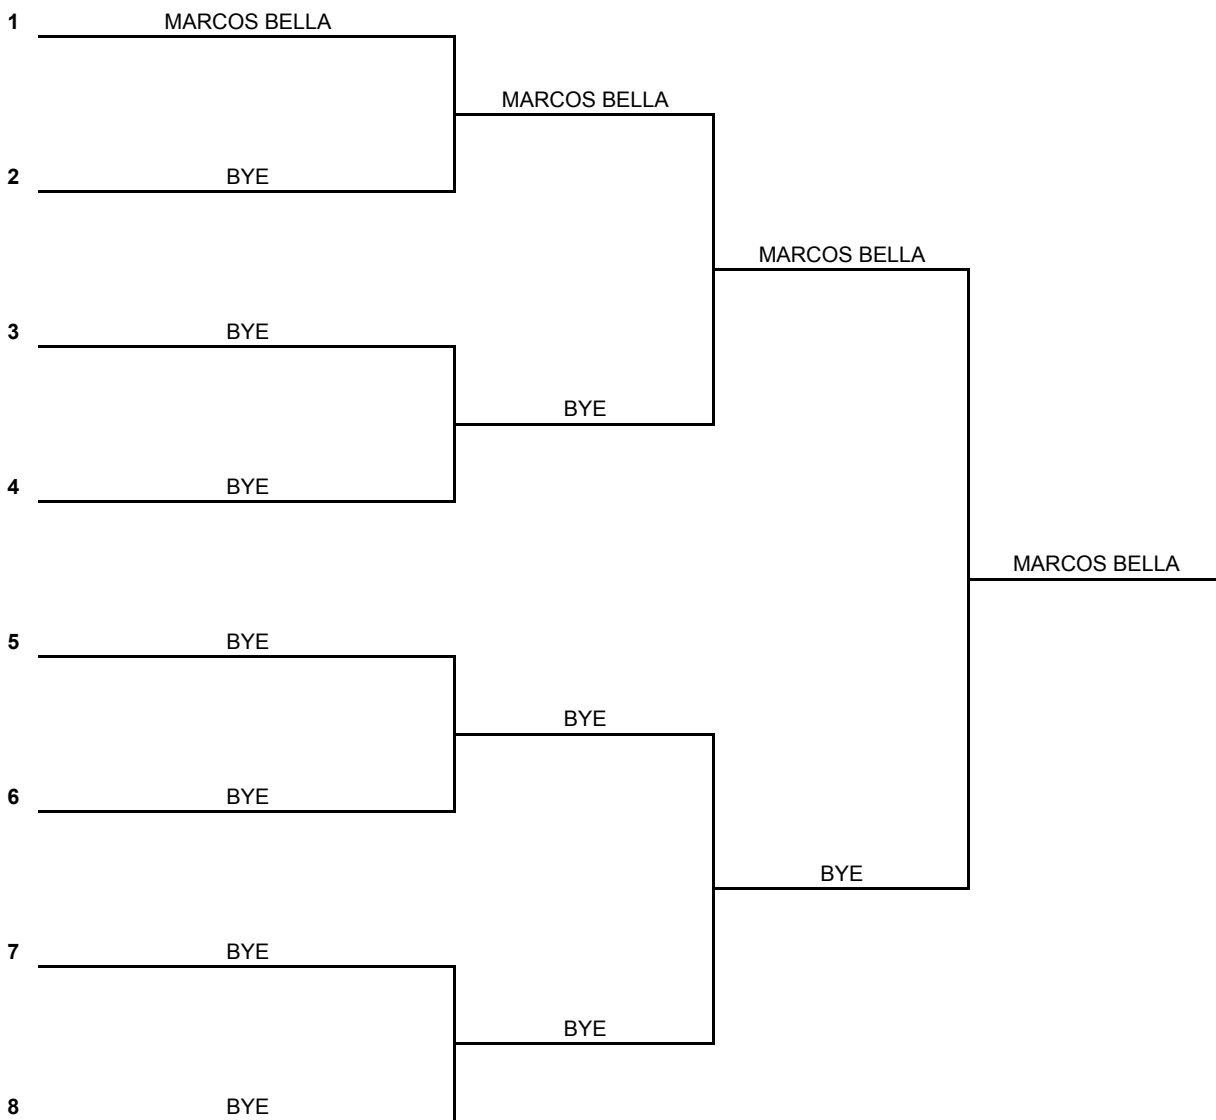 1 MARCOS BELLA
MARCOS BELLA
2 BYE
MARCOS BELLA
3 BYE
BYE
4 BYE
MARCOS BELLA
5 BYE
BYE
6 BYE
BYE
7 BYE
BYE
8 BYE